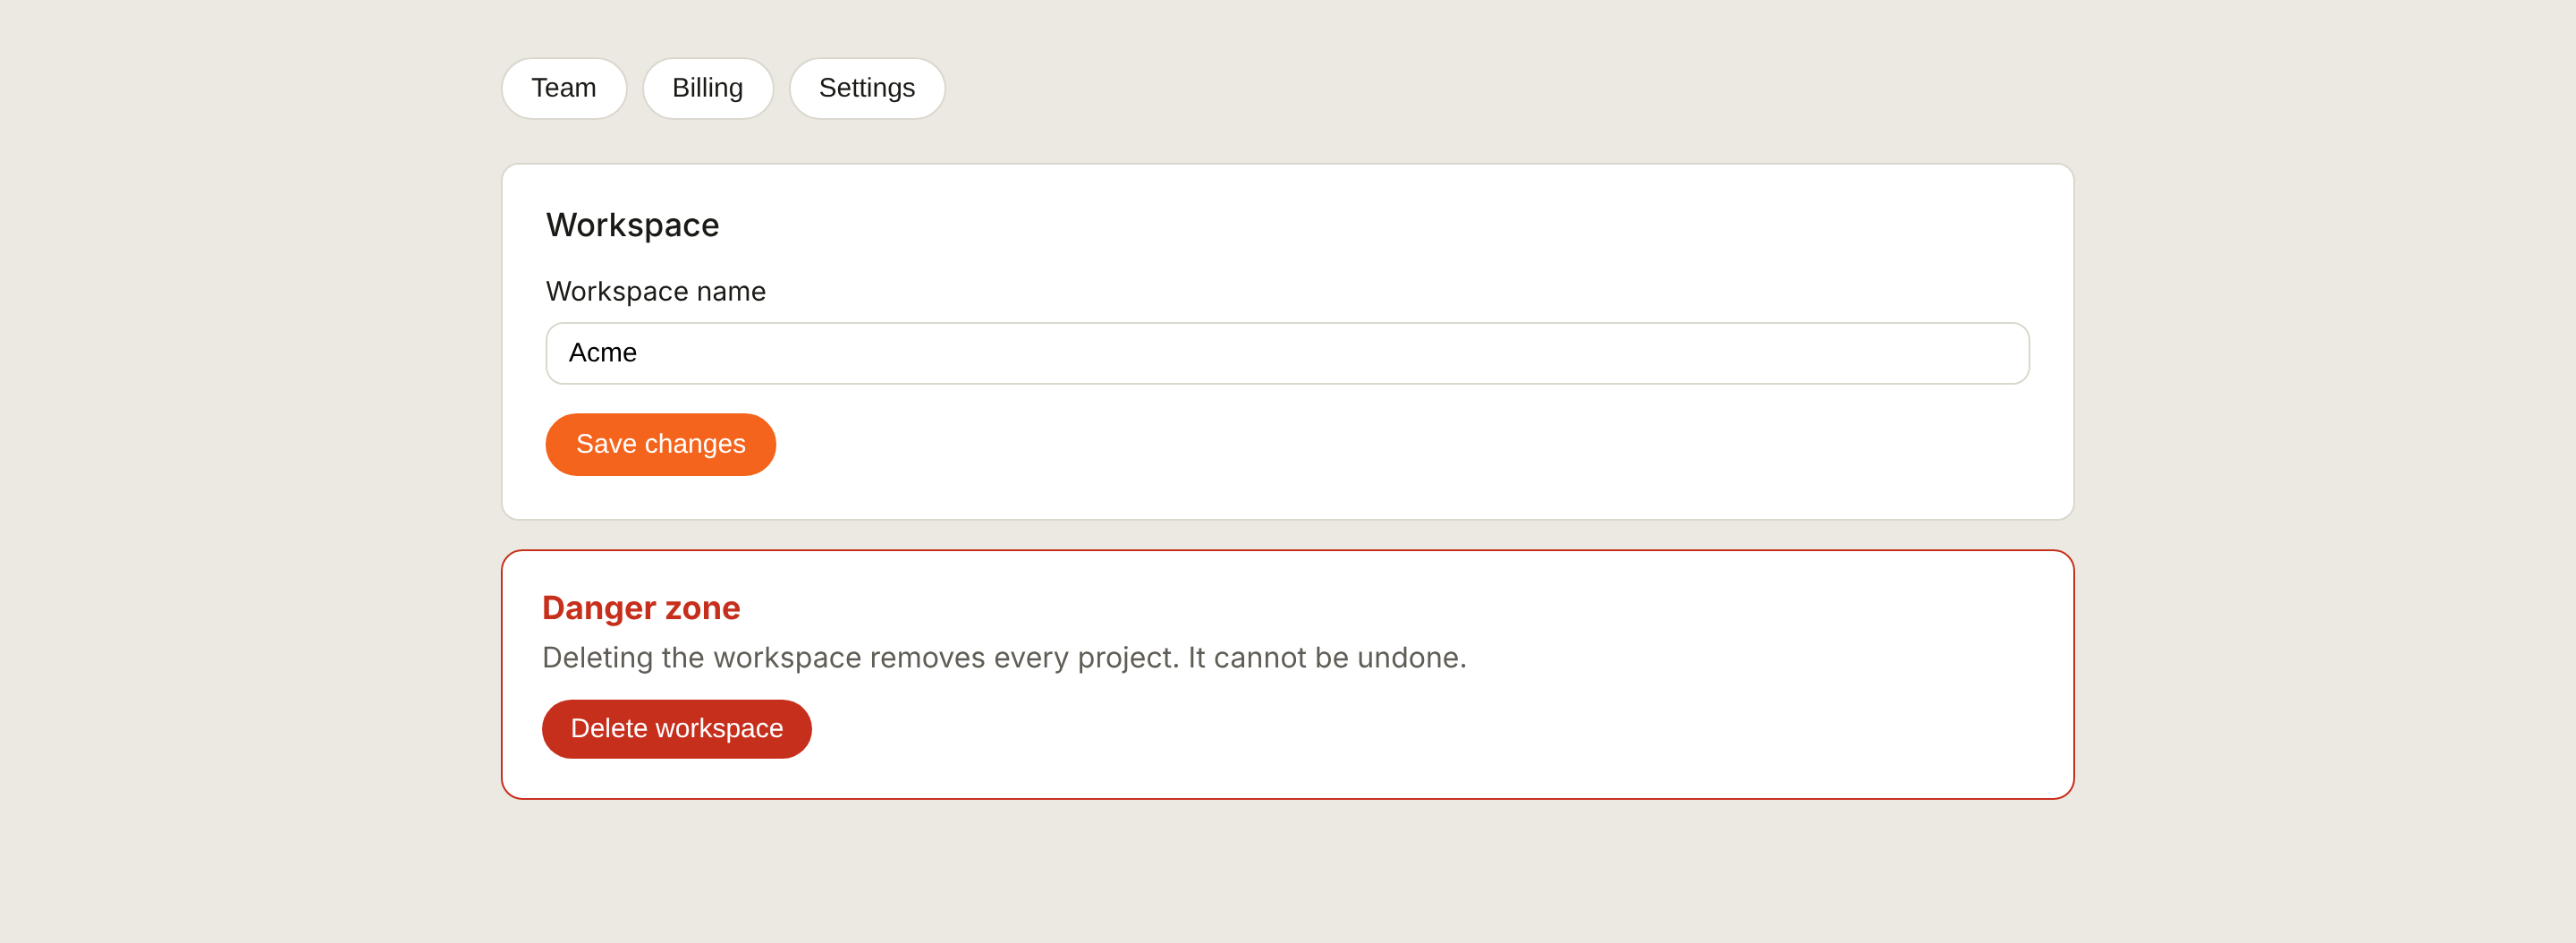 Team Billing Settings
Workspace
Workspace name
Acme
Save changes
Danger zone
Deleting the workspace removes every project. It cannot be undone.
Delete workspace